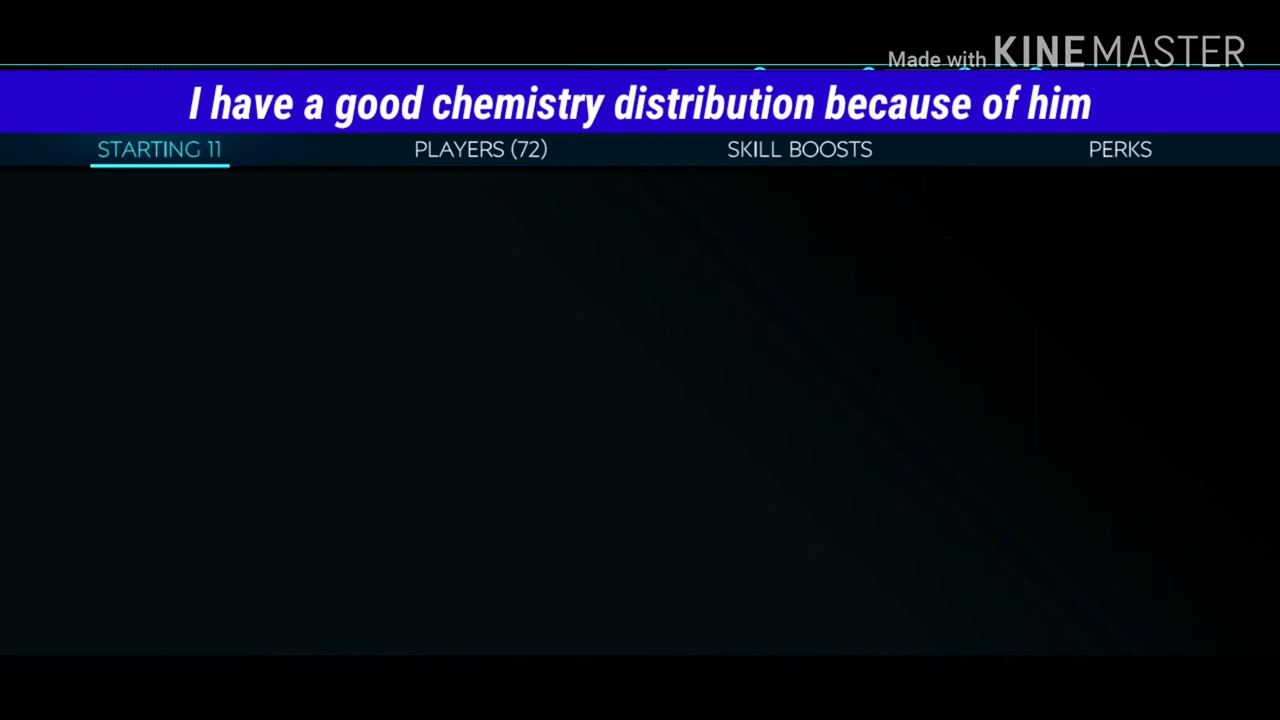 Made with KINEMASTER
I have a good chemistry distribution because of him
STARTING 11 PLAYERS (72) SKILL BOOSTS PERKS